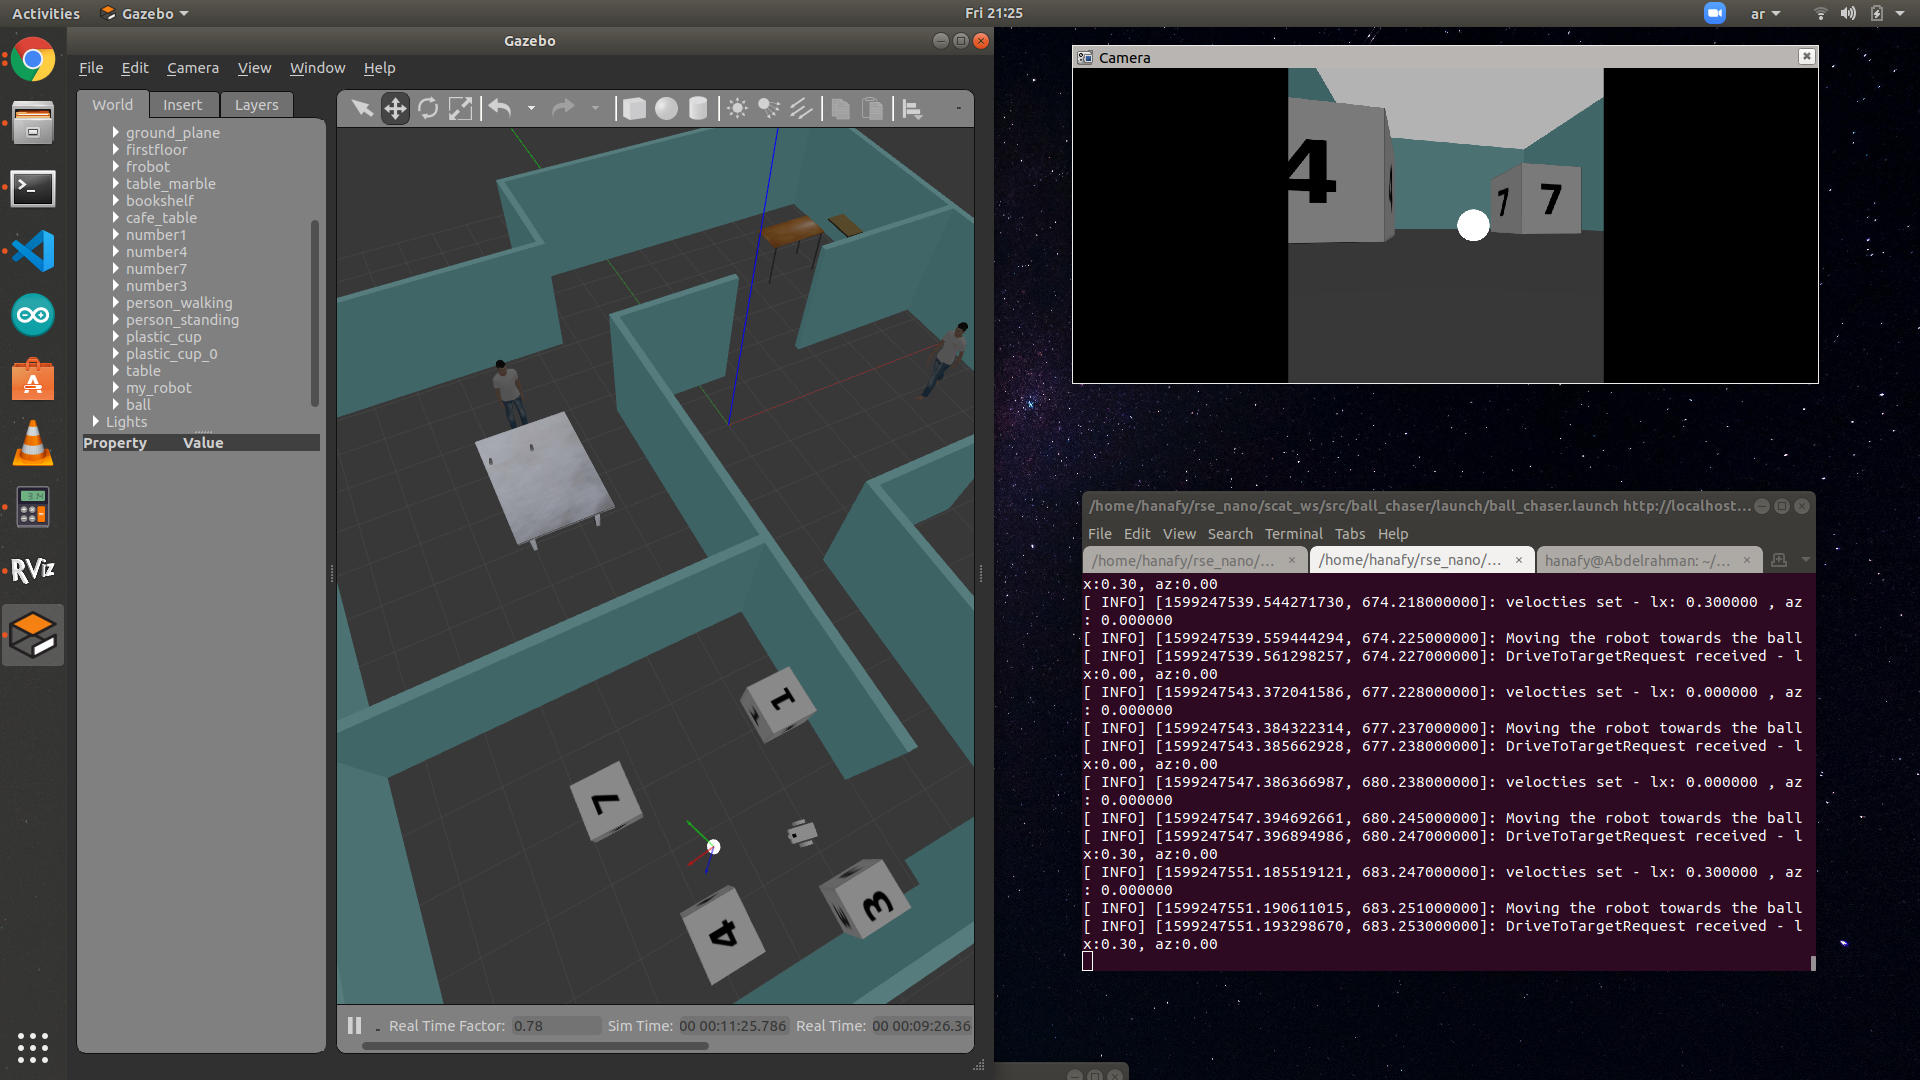 Activities
Gazebo
Fri 21:25
ar
Gazebo
File Edit Camera View Window Help
World Insert Layers
ground_plane
firstfloor
frobot
table_marble
bookshelf
cafe_table
number1
number4
number7
number3
person_walking
person_standing
plastic_cup
plastic_cup_0
table
my_robot
ball
Lights
Property Value
RViz
1
7
3
4
Real Time Factor: 0.78 Sim Time: 00 00:11:25.786 Real Time: 00 00:09:26.36
Camera
4
1 7
/home/hanafy/rse_nano/scat_ws/src/ball_chaser/launch/ball_chaser.launch http://localhost...
File Edit View Search Terminal Tabs Help
/home/hanafy/rse_nano/... × /home/hanafy/rse_nano/... × hanafy@Abdelrahman: ~/... ×
x:0.30, az:0.00
[ INFO] [1599247539.544271730, 674.218000000]: velocties set - lx: 0.300000 , az
: 0.000000
[ INFO] [1599247539.559444294, 674.225000000]: Moving the robot towards the ball
[ INFO] [1599247539.561298257, 674.227000000]: DriveToTargetRequest received - l
x:0.00, az:0.00
[ INFO] [1599247543.372041586, 677.228000000]: velocties set - lx: 0.000000 , az
: 0.000000
[ INFO] [1599247543.384322314, 677.237000000]: Moving the robot towards the ball
[ INFO] [1599247543.385662928, 677.238000000]: DriveToTargetRequest received - l
x:0.00, az:0.00
[ INFO] [1599247547.386366987, 680.238000000]: velocties set - lx: 0.000000 , az
: 0.000000
[ INFO] [1599247547.394692661, 680.245000000]: Moving the robot towards the ball
[ INFO] [1599247547.396894986, 680.247000000]: DriveToTargetRequest received - l
x:0.30, az:0.00
[ INFO] [1599247551.185519121, 683.247000000]: velocties set - lx: 0.300000 , az
: 0.000000
[ INFO] [1599247551.190611015, 683.251000000]: Moving the robot towards the ball
[ INFO] [1599247551.193298670, 683.253000000]: DriveToTargetRequest received - l
x:0.30, az:0.00